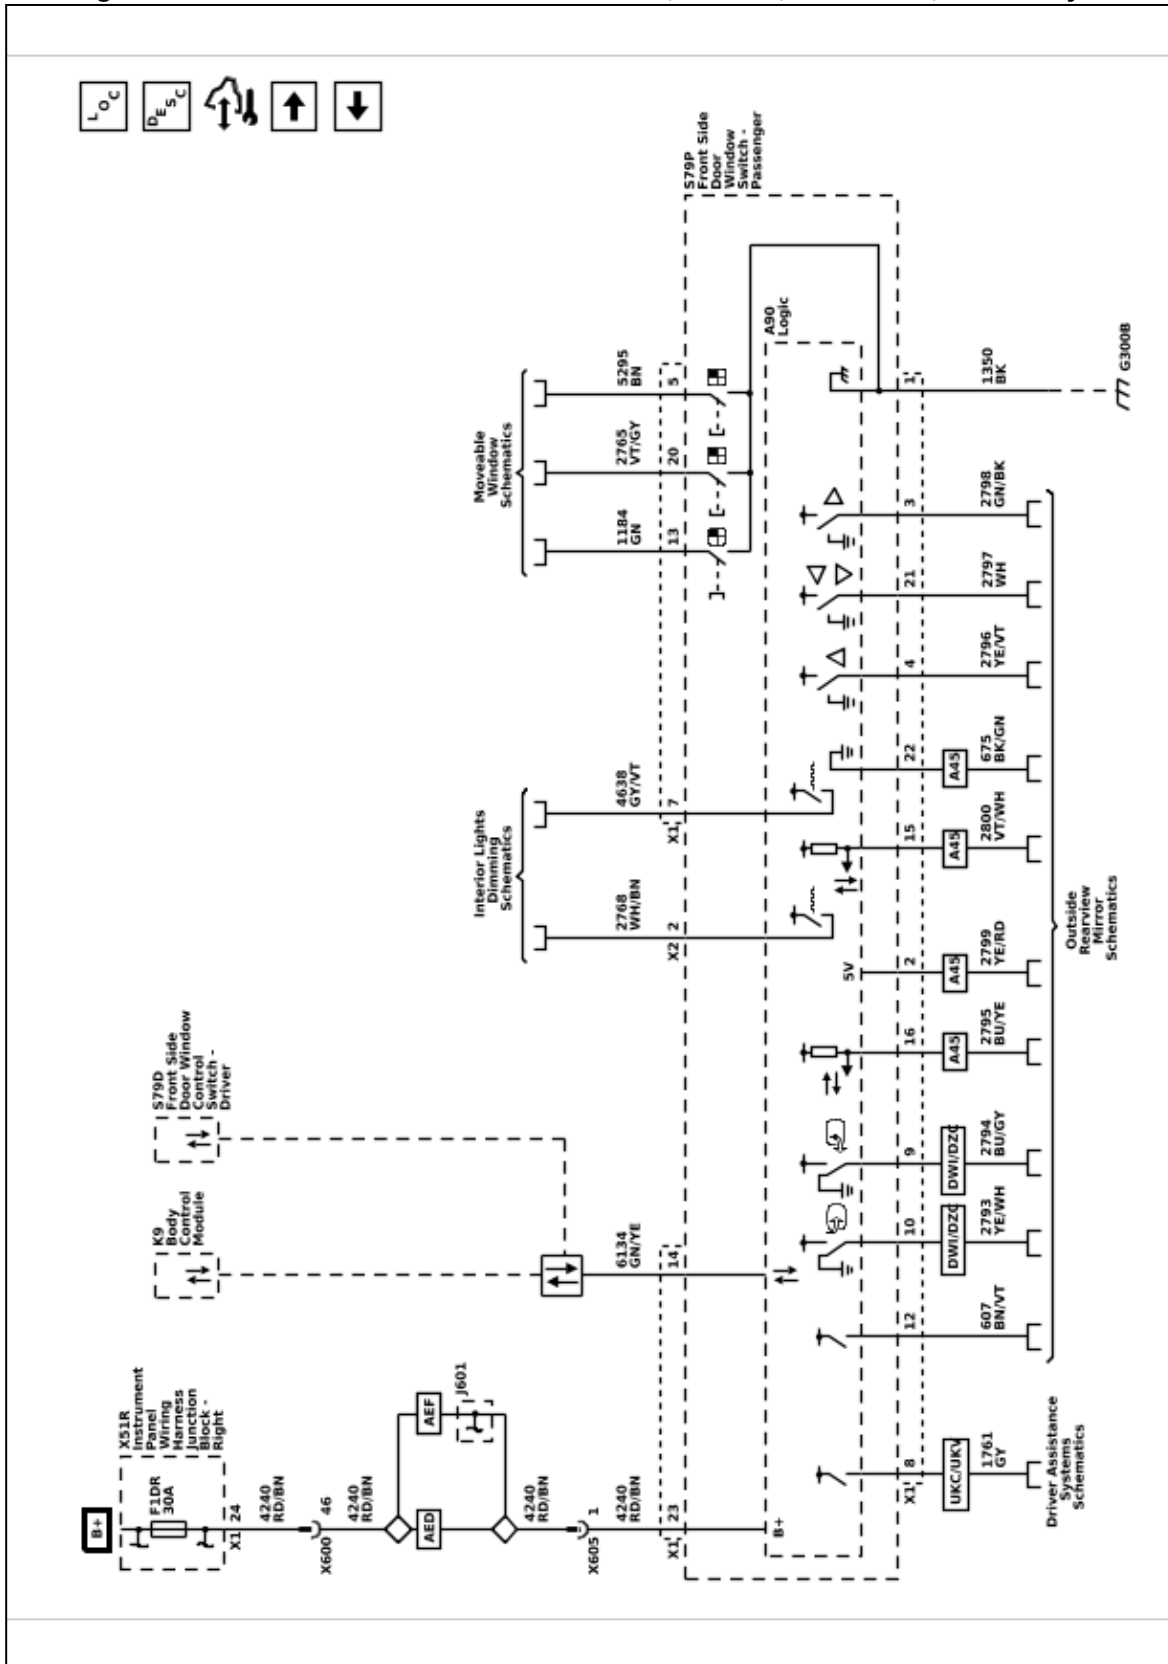 LOC
DESC
S79P
Front Side
Door
Window
Switch -
Passenger
A90
Logic
Moveable
Window
Schematics
5295
BN
5
2765
VT/GY
20
1184
GN
13
1
1350
BK
G300B
3
2798
GN/BK
21
2797
WH
4
2796
YE/VT
Interior Lights
Dimming
Schematics
4638
GY/VT
X1
7
2768
WH/BN
X2
2
22
A45
675
BK/GN
15
A45
2800
VT/WH
5V
2
A45
2799
YE/RD
16
A45
2795
BU/YE
Outside
Rearview
Mirror
Schematics
S79D
Front Side
Door Window
Control
Switch -
Driver
K9
Body
Control
Module
6134
GN/YE
14
9
DWI/DZC
2794
BU/GY
10
DWI/DZC
2793
YE/WH
12
607
BN/VT
B+
X51R
Instrument
Panel
Wiring
Harness
Junction
Block -
Right
F1DR
30A
X1
24
4240
RD/BN
X600
46
4240
RD/BN
AED
AEF
J601
4240
RD/BN
X605
1
4240
RD/BN
X1
23
B+
X1
8
UKC/UKV
1761
GY
Driver Assistance
Systems
Schematics